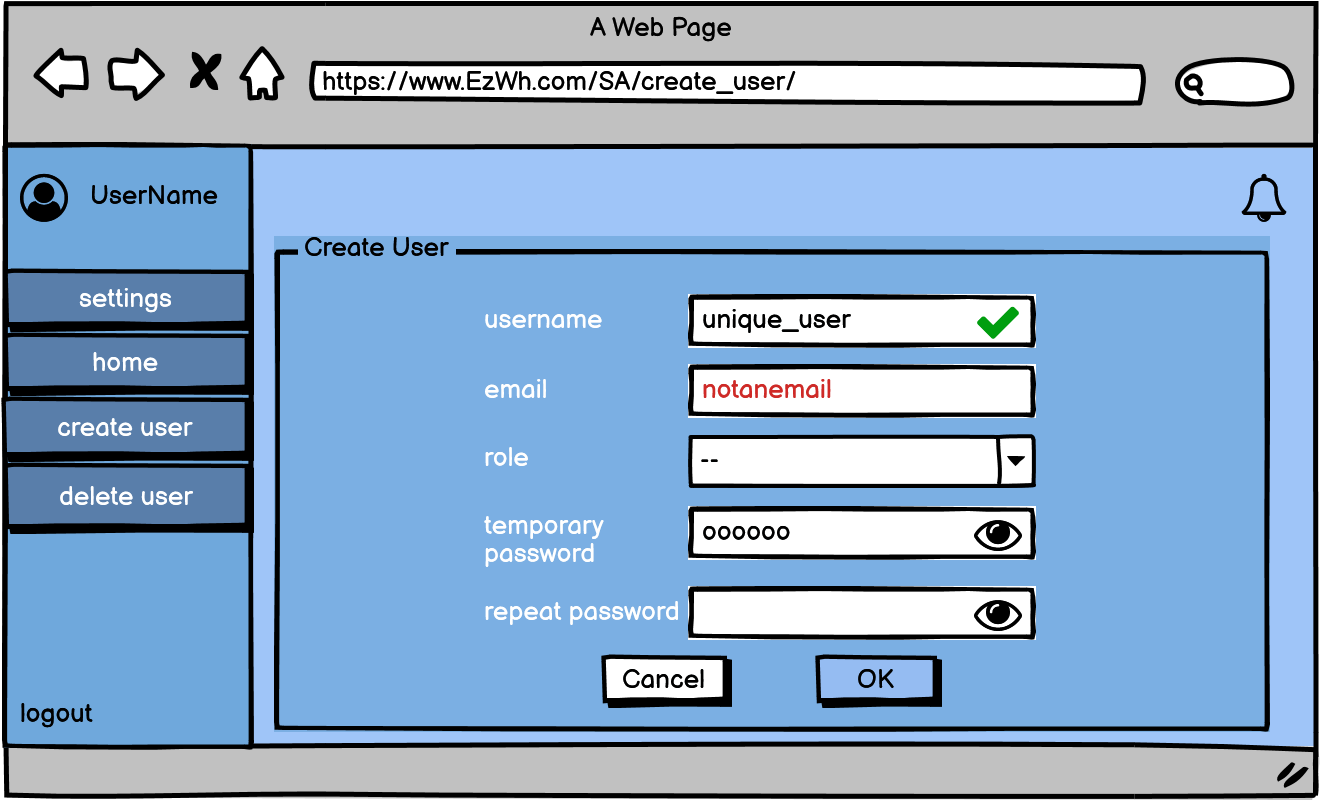 A Web Page
https://www.EzWh.com/SA/create_user/
UserName
settings
home
create user
delete user
logout
Create User
username
unique_user
email
notanemail
role
--
temporary
password
oooooo
repeat password
Cancel
OK